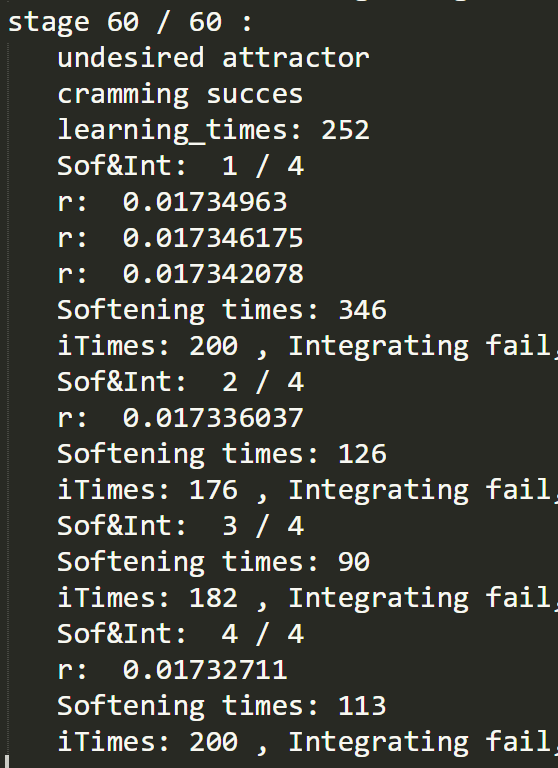 stage 60 / 60 :
undesired attractor
cramming succes
learning_times: 252
Sof&Int:  1 / 4
r:  0.01734963
r:  0.017346175
r:  0.017342078
Softening times: 346
iTimes: 200 , Integrating fail,
Sof&Int:  2 / 4
r:  0.017336037
Softening times: 126
iTimes: 176 , Integrating fail,
Sof&Int:  3 / 4
Softening times: 90
iTimes: 182 , Integrating fail,
Sof&Int:  4 / 4
r:  0.01732711
Softening times: 113
iTimes: 200 , Integrating fail,